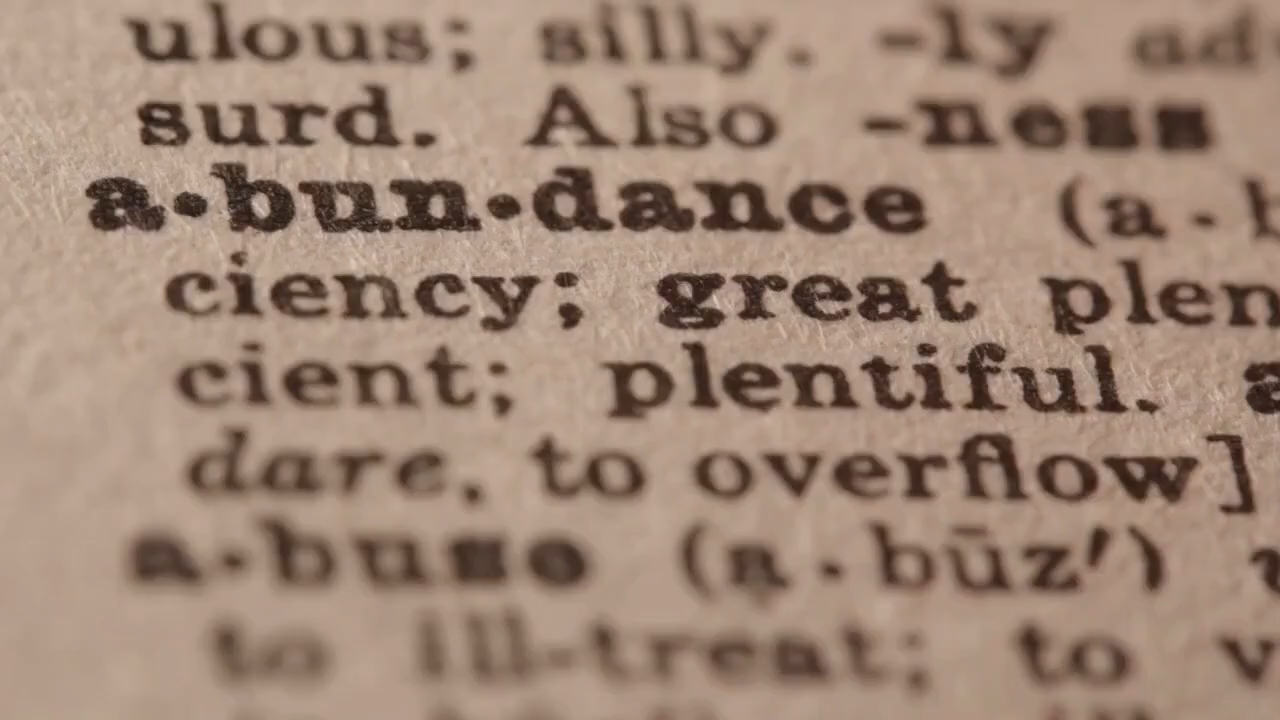 ulous; silly. -ly ad
surd. Also -ness
a·bun·dance (a·b
ciency; great plen
cient; plentiful. a
dare, to overflow]
a·buse (a·būz′) v
to ill-treat; to v